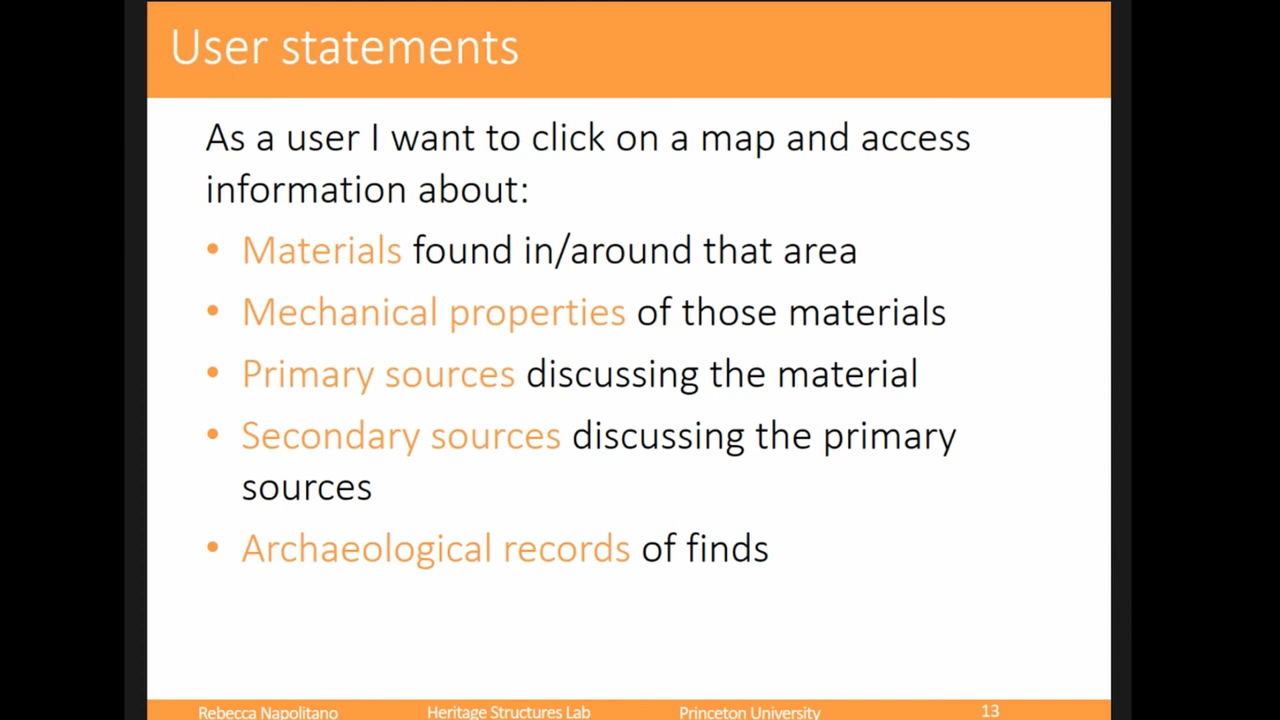 User statements
As a user I want to click on a map and access
information about:
• Materials found in/around that area
• Mechanical properties of those materials
• Primary sources discussing the material
• Secondary sources discussing the primary
sources
• Archaeological records of finds
Rebecca Napolitano Heritage Structures Lab Princeton University 13